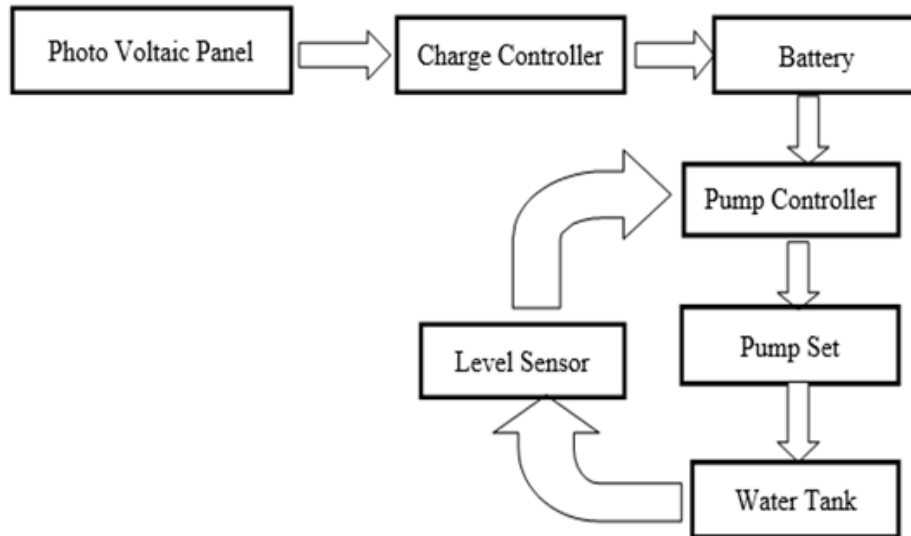 Photo Voltaic Panel
Charge Controller
Battery
Pump Controller
Level Sensor
Pump Set
Water Tank